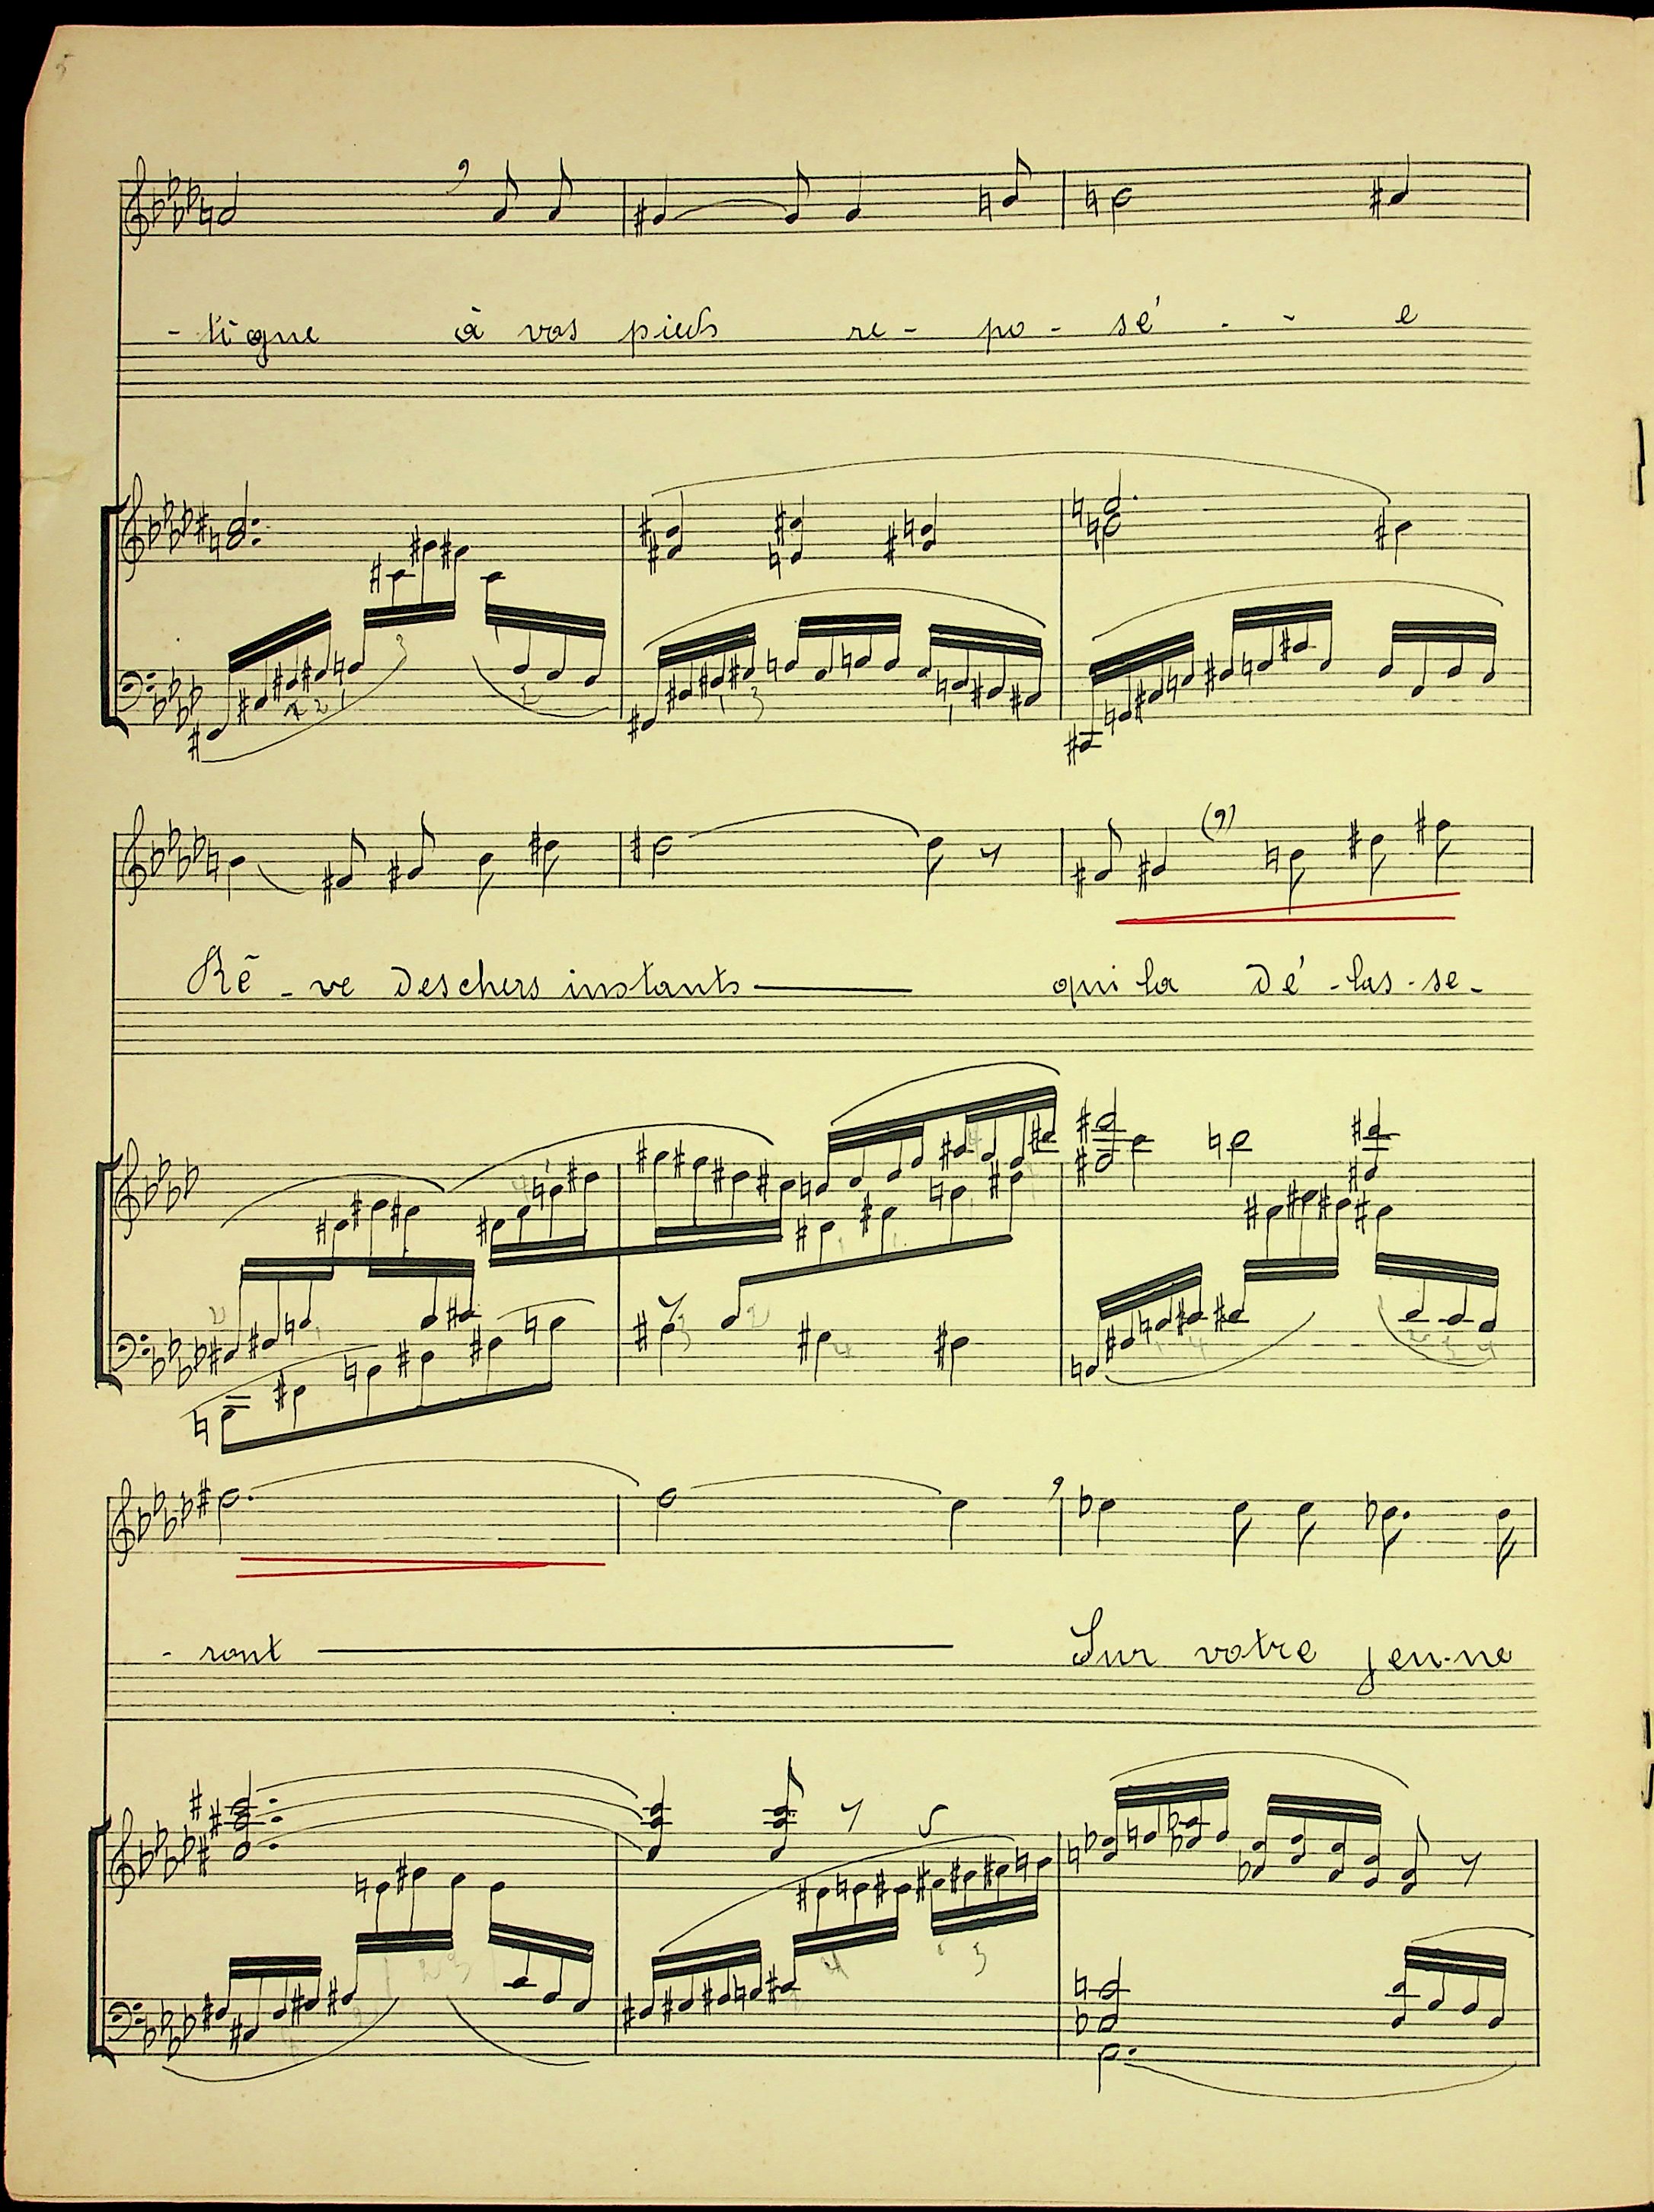 5
- ti gue à vos pieds re - po - sé - - e
Rê - ve Des chers instants qui la Dé - las - se -
- ront Sur votre jeu-ne